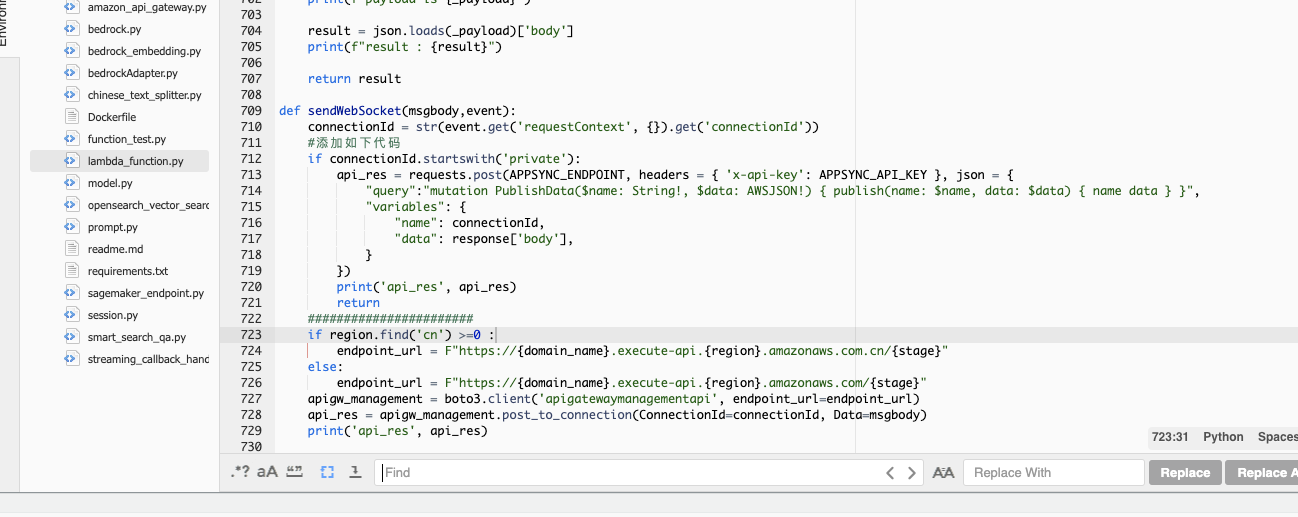 amazon_api_gateway.py
bedrock.py
bedrock_embedding.py
bedrockAdapter.py
chinese_text_splitter.py
Dockerfile
function_test.py
lambda_function.py
model.py
opensearch_vector_searc
prompt.py
readme.md
requirements.txt
sagemaker_endpoint.py
session.py
smart_search_qa.py
streaming_callback_hand
703
704 result = json.loads(_payload)['body']
705 print(f"result : {result}")
706
707 return result
708
709 def sendWebSocket(msgbody,event):
710 connectionId = str(event.get('requestContext', {}).get('connectionId'))
711 #添加如下代码
712 if connectionId.startswith('private'):
713 api_res = requests.post(APPSYNC_ENDPOINT, headers = { 'x-api-key': APPSYNC_API_KEY }, json = {
714 "query":"mutation PublishData($name: String!, $data: AWSJSON!) { publish(name: $name, data: $data) { name data } }",
715 "variables": {
716 "name": connectionId,
717 "data": response['body'],
718 }
719 })
720 print('api_res', api_res)
721 return
722 #######################
723 if region.find('cn') >=0 :
724 endpoint_url = F"https://{domain_name}.execute-api.{region}.amazonaws.com.cn/{stage}"
725 else:
726 endpoint_url = F"https://{domain_name}.execute-api.{region}.amazonaws.com/{stage}"
727 apigw_management = boto3.client('apigatewaymanagementapi', endpoint_url=endpoint_url)
728 api_res = apigw_management.post_to_connection(ConnectionId=connectionId, Data=msgbody)
729 print('api_res', api_res)
730
723:31 Python Spaces
.*? aA Find AA Replace With Replace Replace A